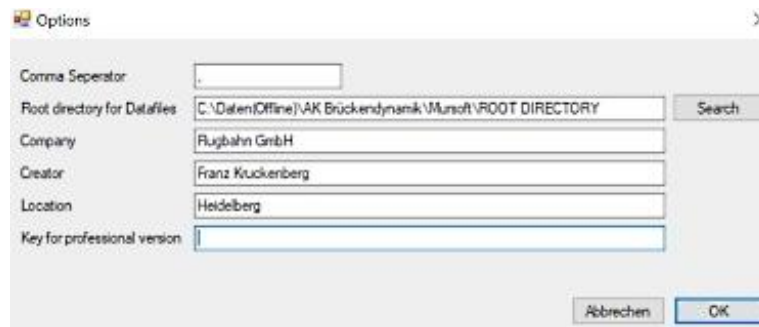 Options
Comma Seperator .
Root directory for Datafiles C:\Daten(Offline)\AK Brückendynamik\Mursoft\ROOT DIRECTORY Search
Company Flugbahn GmbH
Creator Franz Kruckenberg
Location Heidelberg
Key for professional version
Abbrechen OK